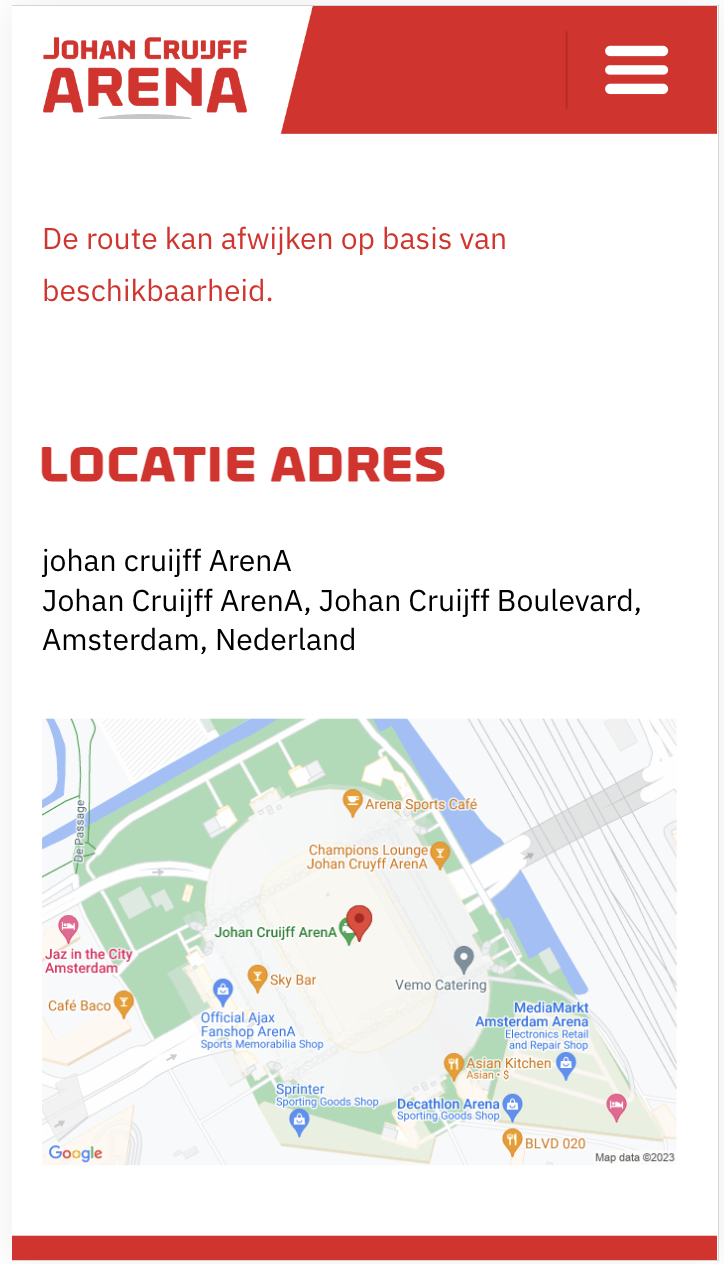 JOHAN CRUIJFF
ARENA
De route kan afwijken op basis van
beschikbaarheid.
LOCATIE ADRES
johan cruijff ArenA
Johan Cruijff ArenA, Johan Cruijff Boulevard,
Amsterdam, Nederland
De Passage
Arena Sports Café
Champions Lounge
Johan Cruyff ArenA
Johan Cruijff ArenA
Jaz in the City
Amsterdam
Sky Bar
Vemo Catering
Café Baco
Official Ajax
Fanshop ArenA
Sports Memorabilia Shop
MediaMarkt
Amsterdam Arena
Electronics Retail
and Repair Shop
Asian Kitchen
Asian • $
Sprinter
Sporting Goods Shop
Decathlon Arena
Sporting Goods Shop
BLVD 020
Google
Map data ©2023